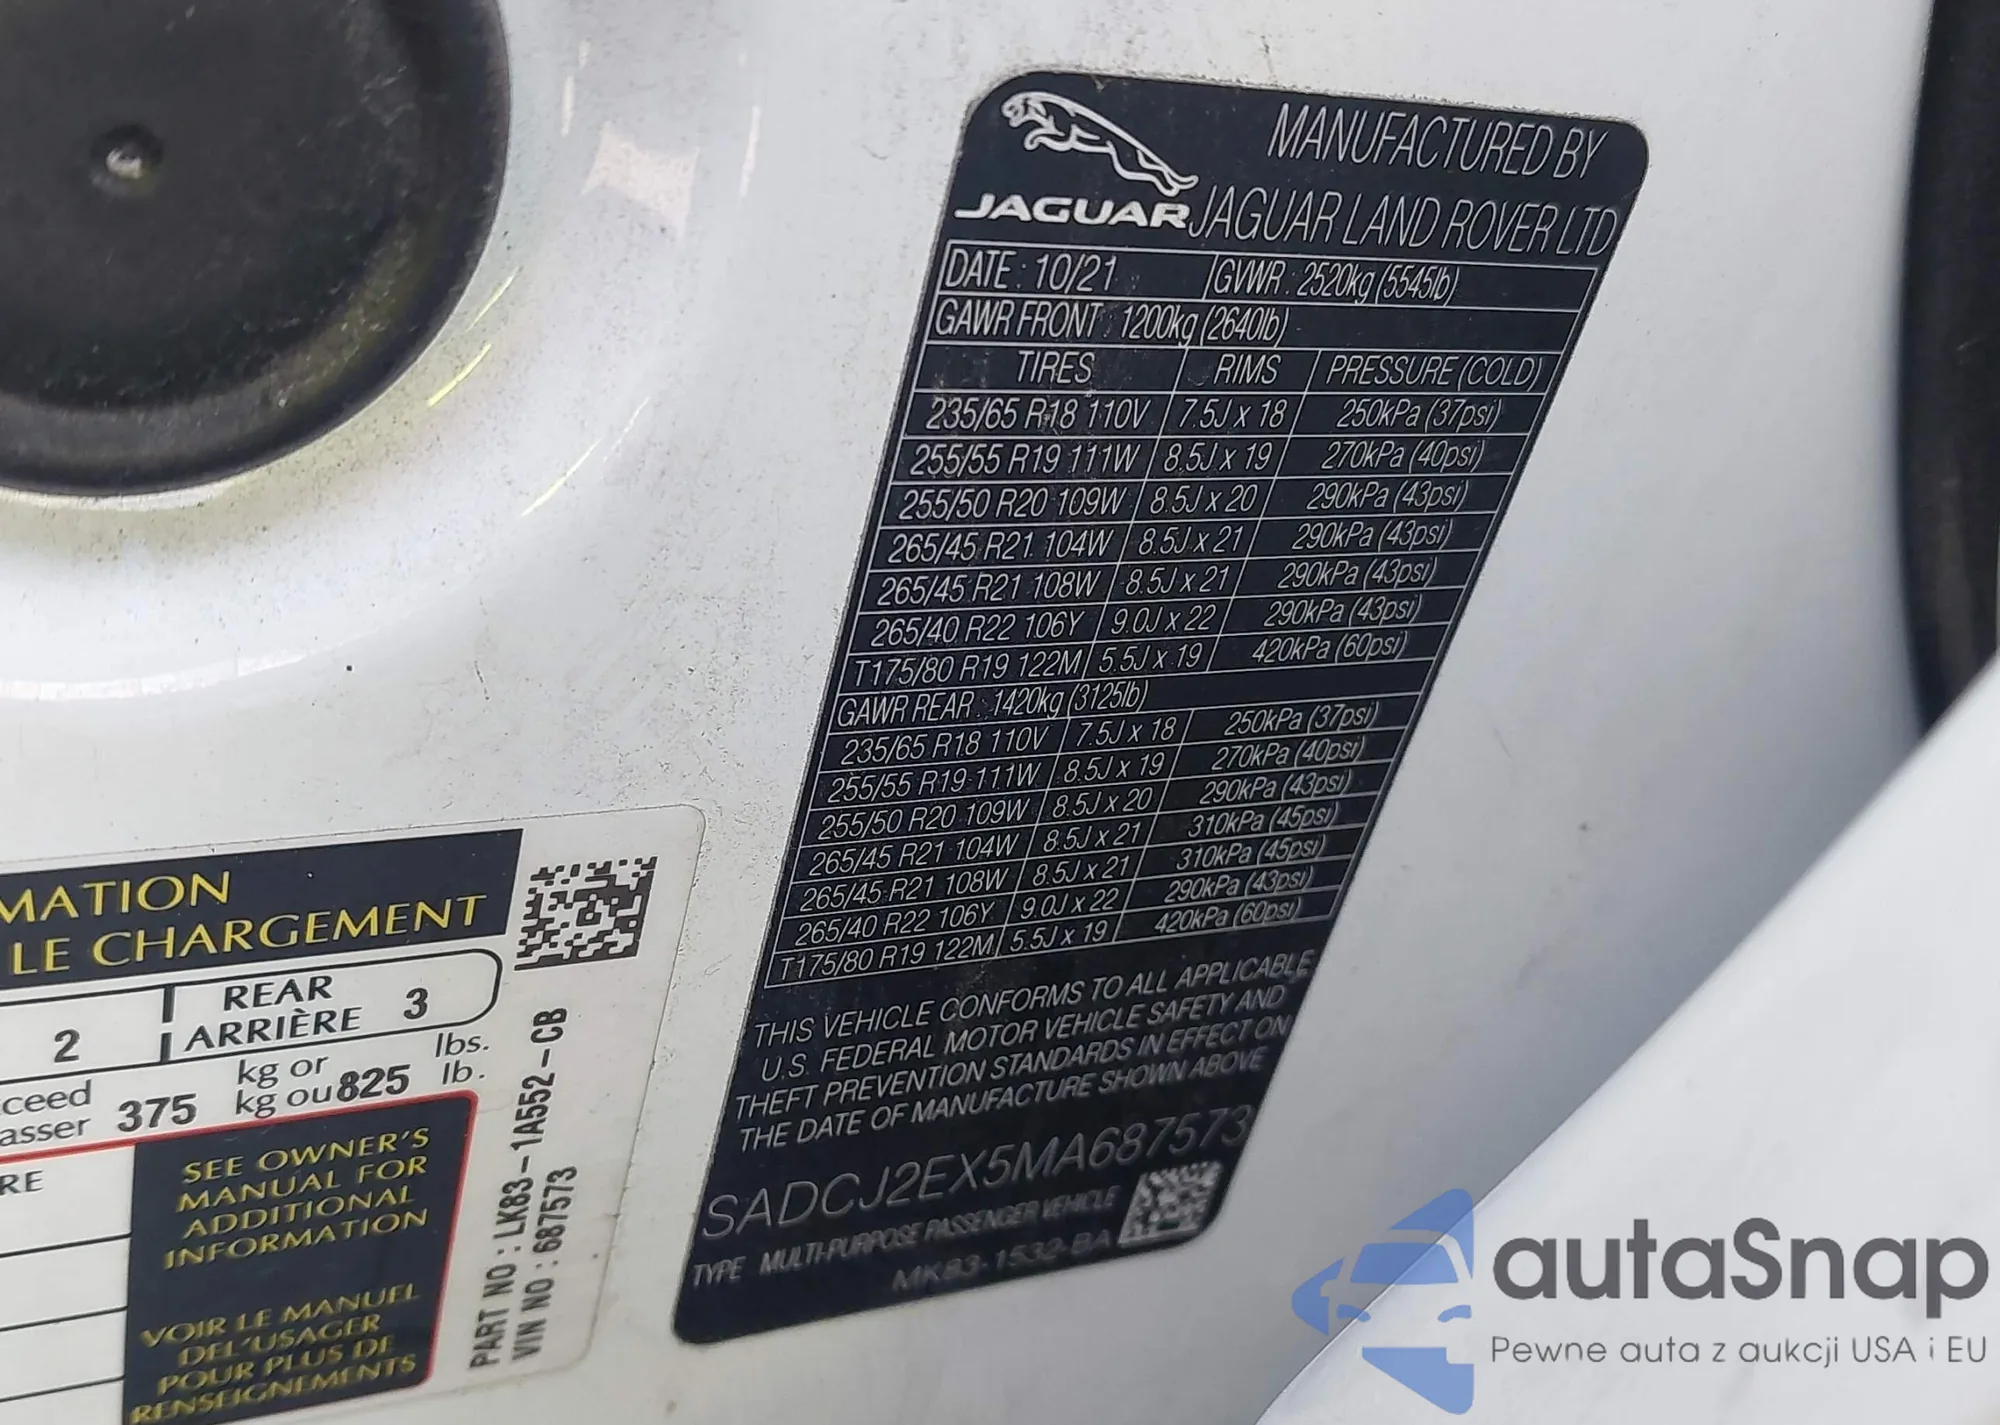 JAGUAR
MANUFACTURED BY
JAGUAR LAND ROVER LTD
DATE : 10/21 GVWR : 2520kg (5545lb)
GAWR FRONT : 1200kg (2640lb)
TIRES RIMS PRESSURE (COLD)
235/65 R18 110V 7.5J x 18 250kPa (37psi)
255/55 R19 111W 8.5J x 19 270kPa (40psi)
255/50 R20 109W 8.5J x 20 290kPa (43psi)
265/45 R21 104W 8.5J x 21 290kPa (43psi)
265/45 R21 108W 8.5J x 21 290kPa (43psi)
265/40 R22 106Y 9.0J x 22 290kPa (43psi)
T175/80 R19 122M 5.5J x 19 420kPa (60psi)
GAWR REAR : 1420kg (3125lb)
235/65 R18 110V 7.5J x 18 250kPa (37psi)
255/55 R19 111W 8.5J x 19 270kPa (40psi)
255/50 R20 109W 8.5J x 20 290kPa (43psi)
265/45 R21 104W 8.5J x 21 310kPa (45psi)
265/45 R21 108W 8.5J x 21 310kPa (45psi)
265/40 R22 106Y 9.0J x 22 290kPa (43psi)
T175/80 R19 122M 5.5J x 19 420kPa (60psi)
THIS VEHICLE CONFORMS TO ALL APPLICABLE
U.S. FEDERAL MOTOR VEHICLE SAFETY AND
THEFT PREVENTION STANDARDS IN EFFECT ON
THE DATE OF MANUFACTURE SHOWN ABOVE
SADCJ2EX5MA687573
TYPE MULTI-PURPOSE PASSENGER VEHICLE
MK83-1532-BA
MATION
LE CHARGEMENT
2 REAR
ARRIÈRE 3
ceed
asser 375 kg or
kg ou 825 lbs.
lb.
RE
SEE OWNER'S
MANUAL FOR
ADDITIONAL
INFORMATION
VOIR LE MANUEL
DEL'USAGER
POUR PLUS DE
RENSEIGNEMENTS
PART NO : LK83-1A552-CB
VIN NO : 687573
autaSnap
Pewne auta z aukcji USA i EU